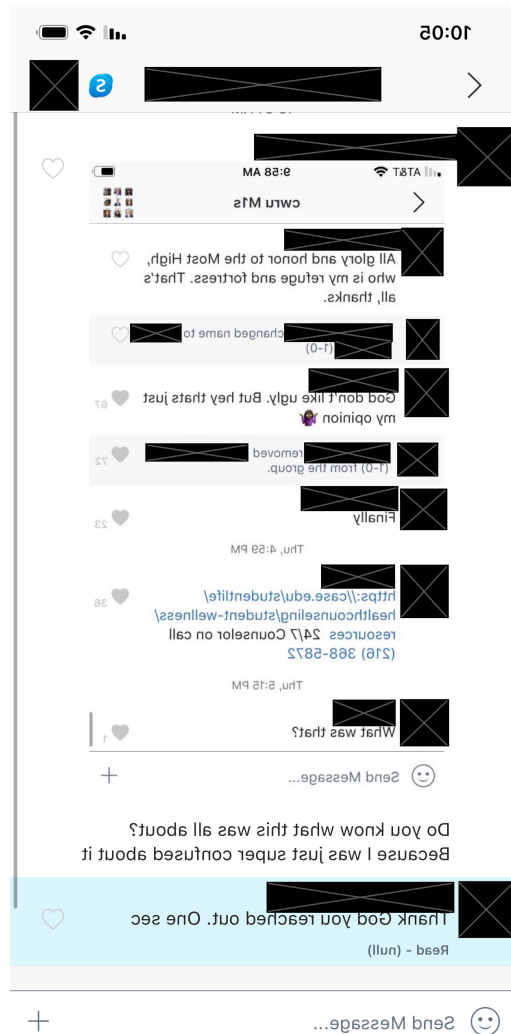 10:05
S
9:58 AM
AT&T
cwru M1s
All glory and honor to the Most High,
who is my refuge and fortress. That's
all, thanks.
changed name to
(1-0)
God don't like ugly. But hey thats just
my opinion 🤷🏿‍♀️
67
removed
(1-0) from the group.
72
Finally
23
Thu, 4:59 PM
https://case.edu/studentlife/
healthcounseling/student-wellness/
resources 24/7 Counselor on call
(216) 368-5872
36
Thu, 5:15 PM
What was that?
1
Send Message...
Do you know what this was all about?
Because I was just super confused about it
Thank God you reached out. One sec
Read - (null)
Send Message...